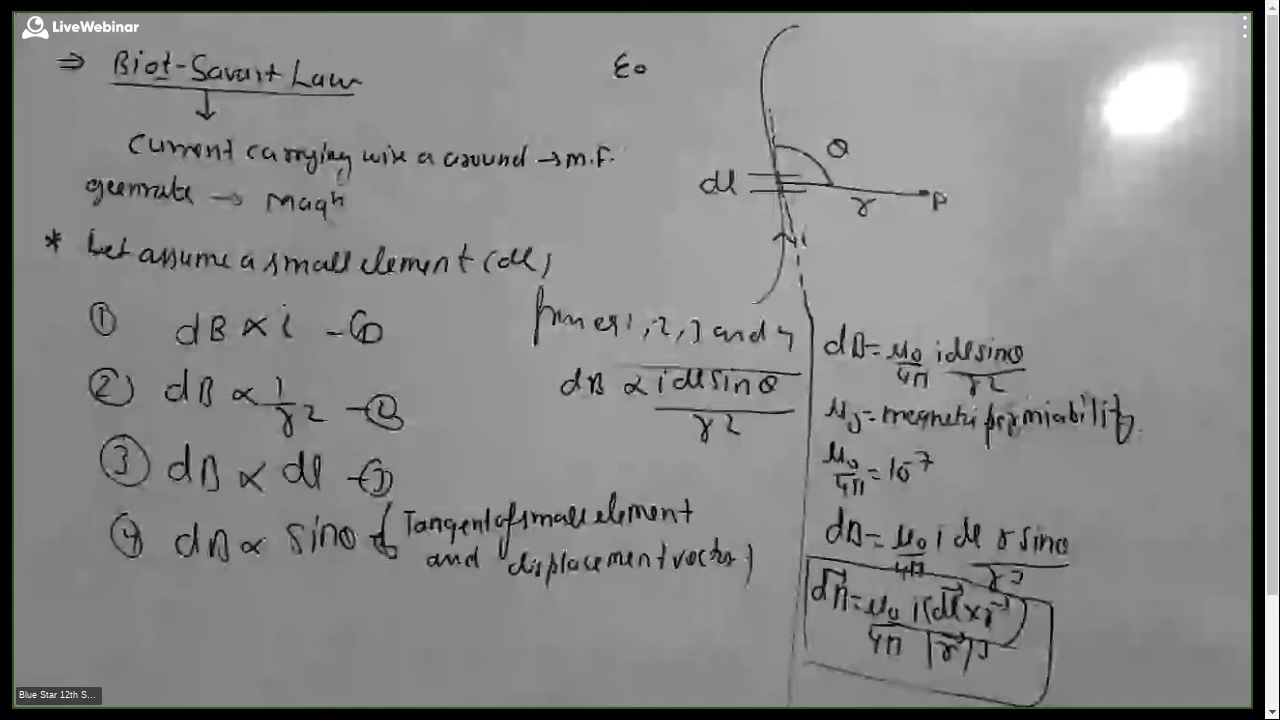 LiveWebinar
⇒ Biot-Savart Law
ε₀
↓
Current carrying wire a around → M.F.
→ Magn
* Let assume a small element (dl)
① dB ∝ i -①
② dB ∝ 1/r² -②
③ dB ∝ dl -③
④ dB ∝ sinθ { Tangent of small element
and displacement vector)
θ
dl
r
P
1, 2, 3 and 4
dB ∝ idl sinθ/r²
dB = μ₀/4π idl sinθ/r²
μ₀ = magnetic permiability
μ₀/4π = 10⁻⁷
dB = μ₀/4π i dl r sinθ/r³
dB⃗ = μ₀/4π i(dl⃗ × r⃗)/|r⃗|³
Blue Star 12th S...